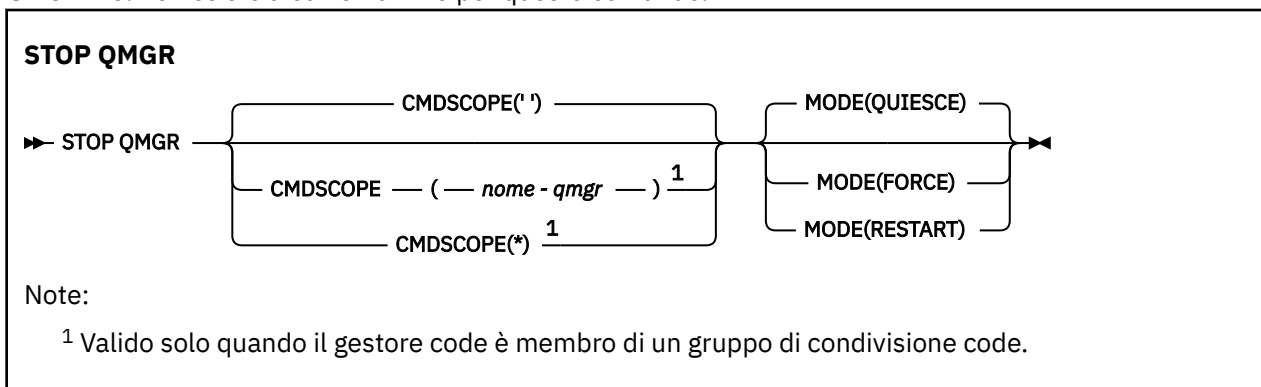 STOP QMGR
CMDSCOPE(' ') MODE(QUIESCE)
STOP QMGR
CMDSCOPE ( nome - qmgr ) 1 MODE(FORCE)
CMDSCOPE(*) 1 MODE(RESTART)
Note:
1 Valido solo quando il gestore code è membro di un gruppo di condivisione code.